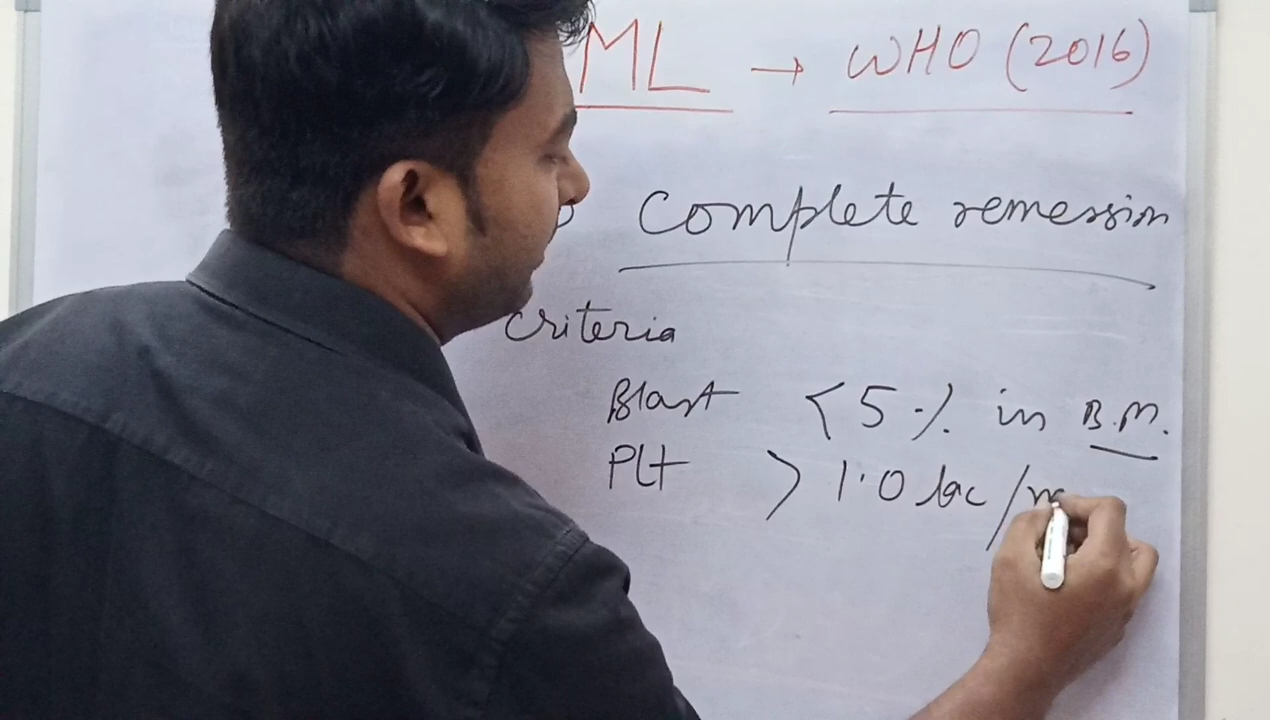 ML → WHO (2016)
Complete remession
Criteria
Blast < 5 % in B.M.
Plt > 1.0 lac / m